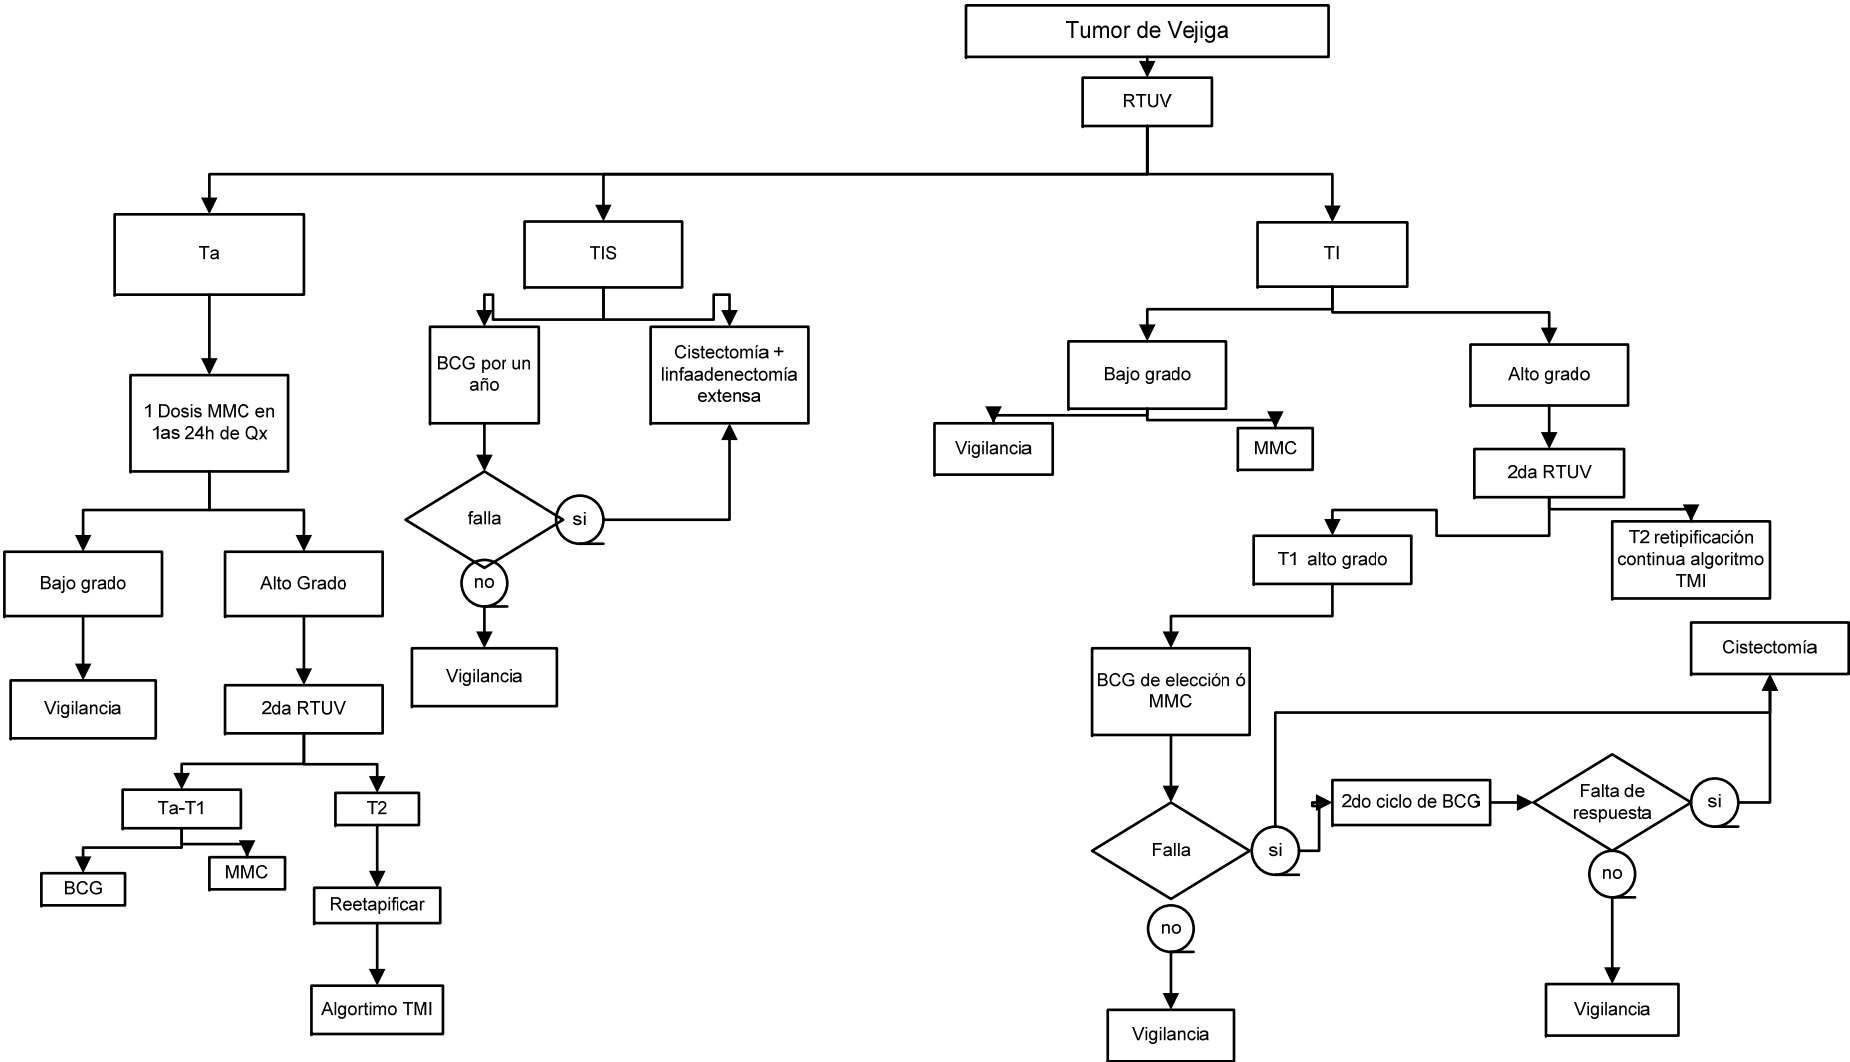 Tumor de Vejiga
RTUV
Ta
TIS
TI
1 Dosis MMC en
1as 24h de Qx
BCG por un
año
Cistectomía +
linfaadenectomía
extensa
Bajo grado
Alto grado
Vigilancia
MMC
2da RTUV
falla
si
no
Vigilancia
Bajo grado
Alto Grado
Vigilancia
2da RTUV
Ta-T1
T2
BCG
MMC
Reetapificar
Algortimo TMI
T1 alto grado
T2 retipificación
continua algoritmo
TMI
BCG de elección ó
MMC
Cistectomía
Falla
si
2do ciclo de BCG
Falta de
respuesta
si
no
no
Vigilancia
Vigilancia